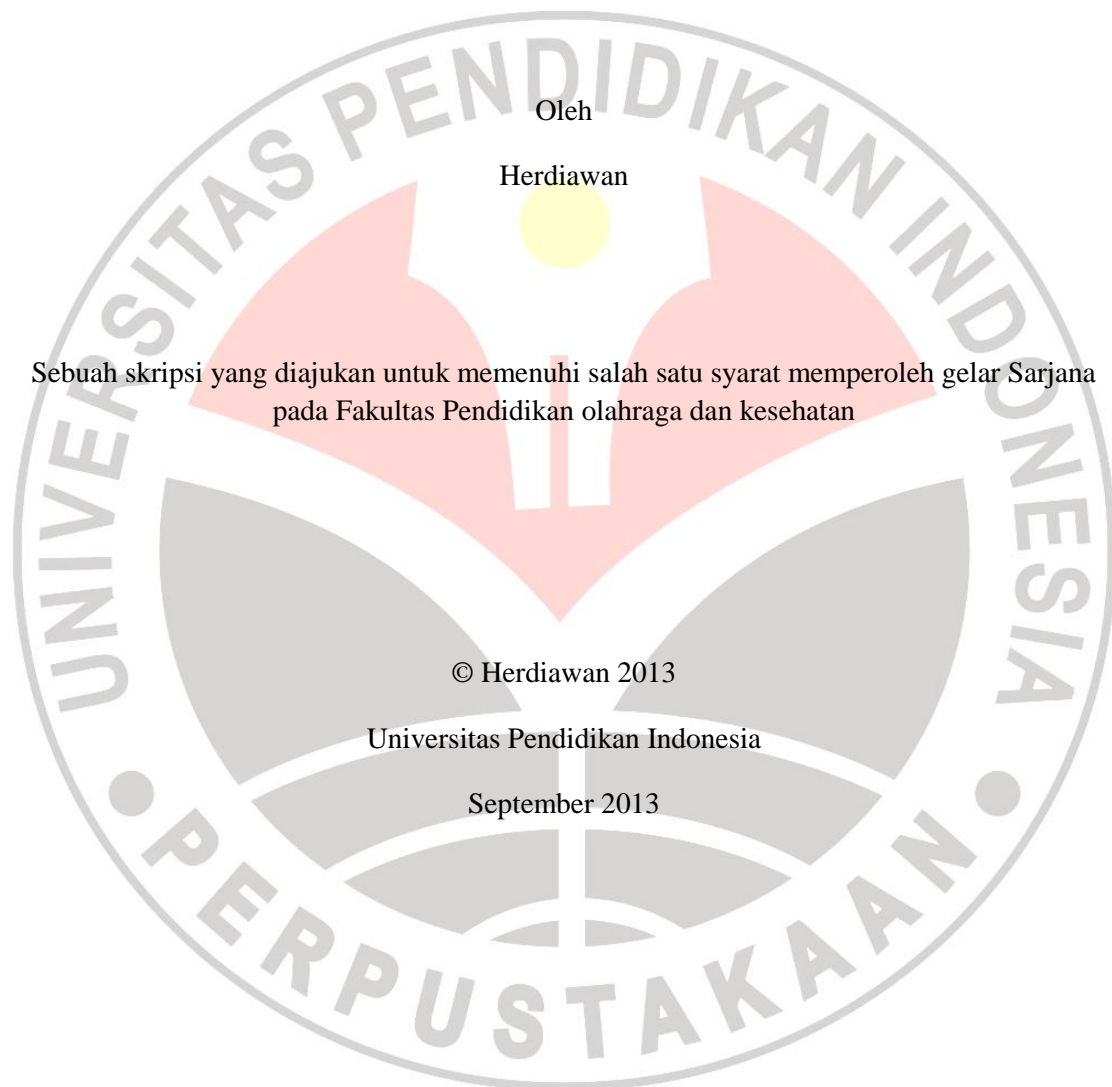 UNIVERSITAS PENDIDIKAN INDONESIA
Oleh
Herdiawan
Sebuah skripsi yang diajukan untuk memenuhi salah satu syarat memperoleh gelar Sarjana
pada Fakultas Pendidikan olahraga dan kesehatan
© Herdiawan 2013
Universitas Pendidikan Indonesia
September 2013
PERPUSTAKAAN